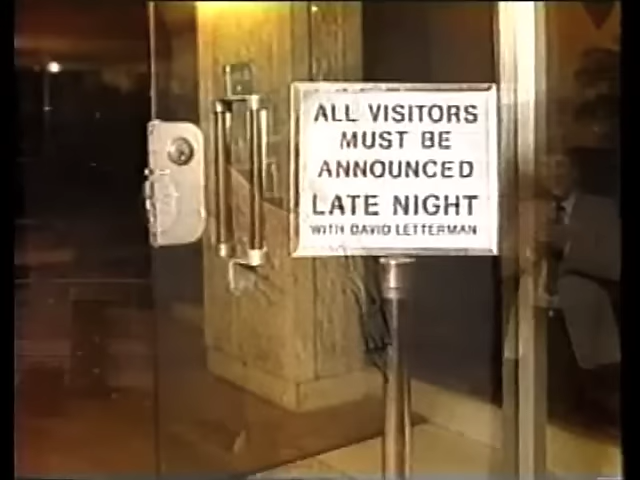 ALL VISITORS
MUST BE
ANNOUNCED
LATE NIGHT
WITH DAVID LETTERMAN